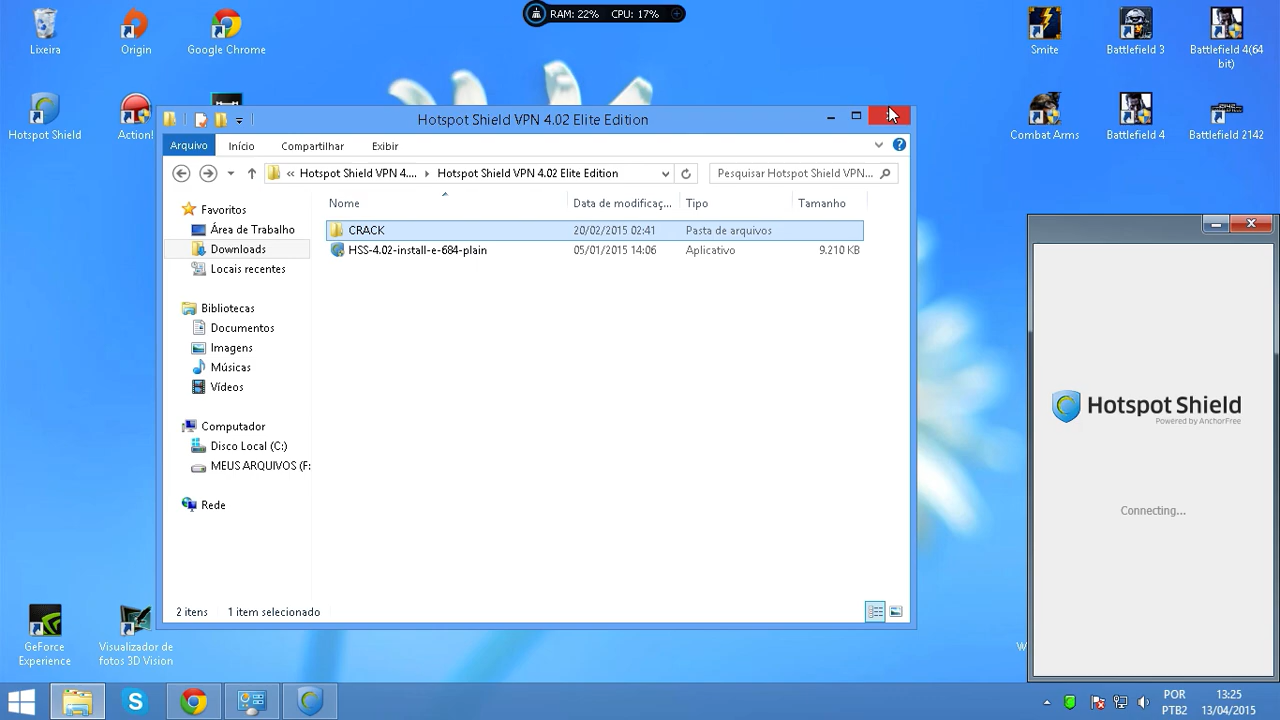 RAM: 22% CPU: 17%
Lixeira
Origin
Google Chrome
Smite
Battlefield 3
Battlefield 4(64
bit)
Hotspot Shield
Action!
Combat Arms
Battlefield 4
Battlefield 2142
Hotspot Shield VPN 4.02 Elite Edition
Arquivo
Início
Compartilhar
Exibir
« Hotspot Shield VPN 4.... Hotspot Shield VPN 4.02 Elite Edition
Pesquisar Hotspot Shield VPN...
Nome
Data de modificaç...
Tipo
Tamanho
CRACK 20/02/2015 02:41 Pasta de arquivos
HSS-4.02-install-e-684-plain 05/01/2015 14:06 Aplicativo 9.210 KB
Favoritos
Área de Trabalho
Downloads
Locais recentes
Bibliotecas
Documentos
Imagens
Músicas
Vídeos
Computador
Disco Local (C:)
MEUS ARQUIVOS (F:
Rede
2 itens 1 item selecionado
Hotspot Shield
Powered by AnchorFree
Connecting...
GeForce
Experience
Visualizador de
fotos 3D Vision
W
POR
PTB2
13:25
13/04/2015